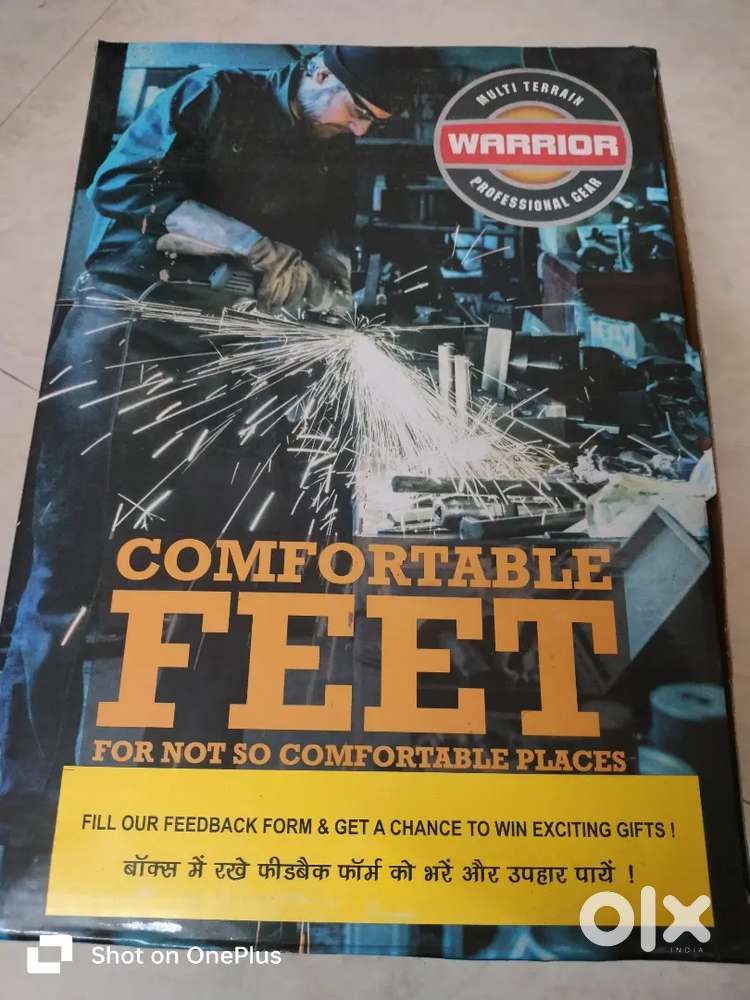 MULTI TERRAIN
WARRIOR
PROFESSIONAL GEAR
COMFORTABLE
FEET
FOR NOT SO COMFORTABLE PLACES
FILL OUR FEEDBACK FORM & GET A CHANCE TO WIN EXCITING GIFTS !
बॉक्स में रखे फीडबैक फॉर्म को भरें और उपहार पायें !
olx
INDIA
Shot on OnePlus